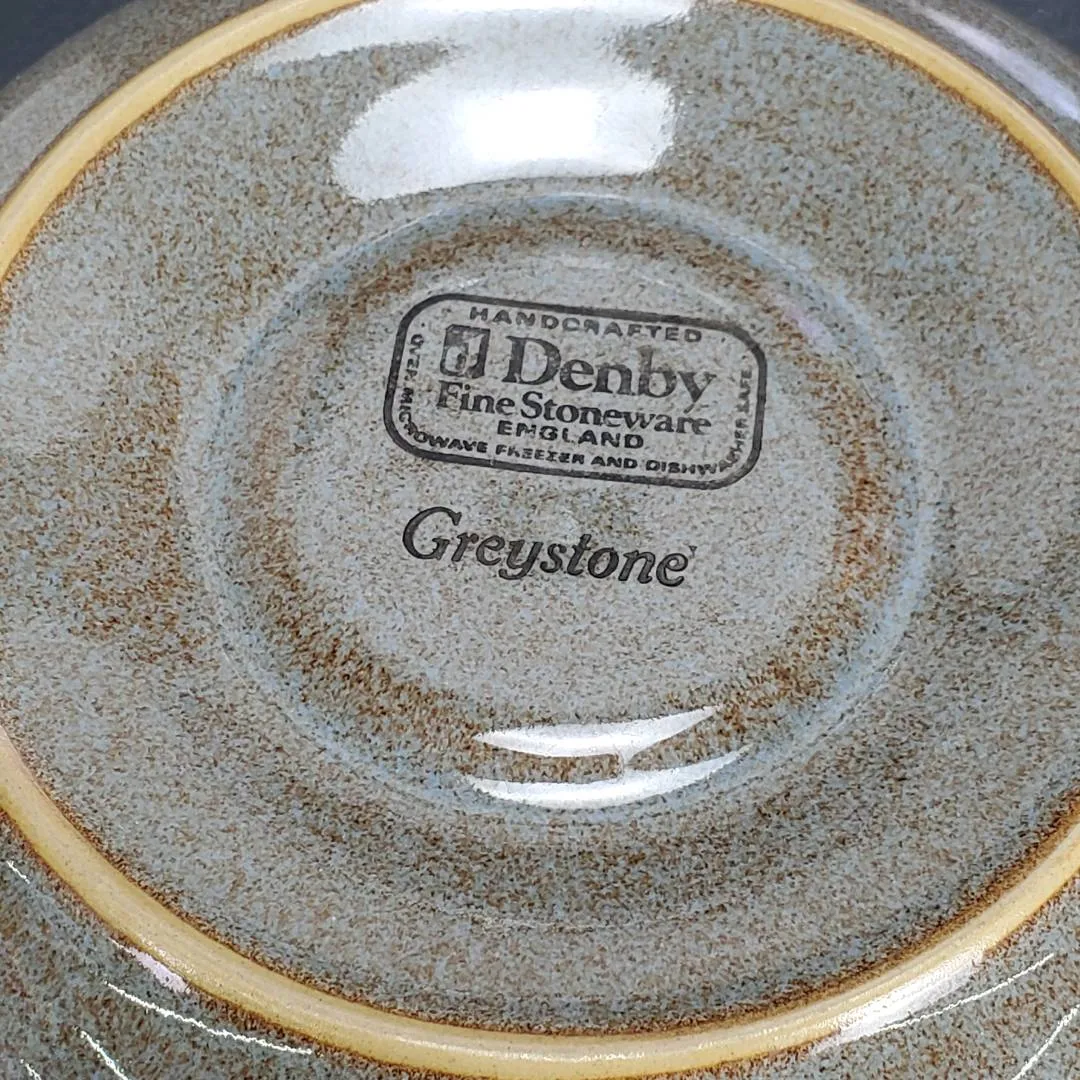 HANDCRAFTED
Denby
Fine Stoneware
ENGLAND
OVEN, MICROWAVE FREEZER AND DISHWASHER SAFE
Greystone